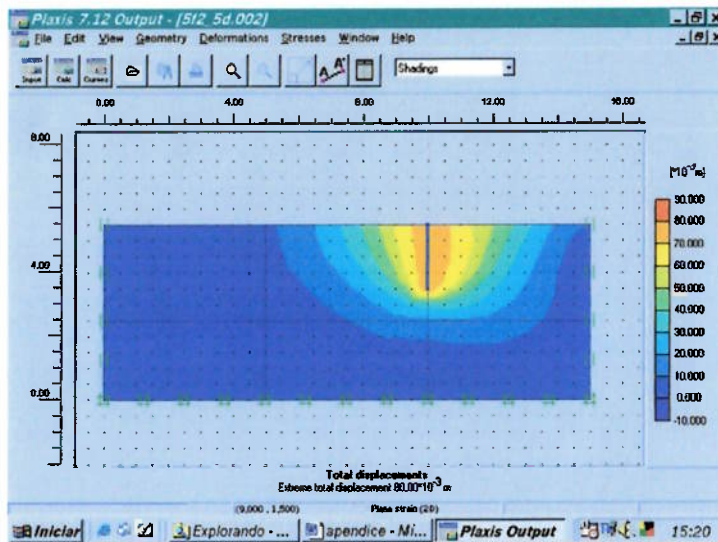 Plaxis 7.12 Output - [5f2_5d.002]
File Edit View Geometry Deformations Stresses Window Help
Input Calc Curves Shadings
0.00 4.00 8.00 12.00 16.00
8.00
4.00
0.00
[*10⁻³ m]
90.000
80.000
70.000
60.000
50.000
40.000
30.000
20.000
10.000
0.000
-10.000
Total displacements
Extreme total displacement 80.00*10⁻³ m
(9.000 , 1.500) Plane strain (2D)
Iniciar Explorando - ... apendice - Mi... Plaxis Output 15:20